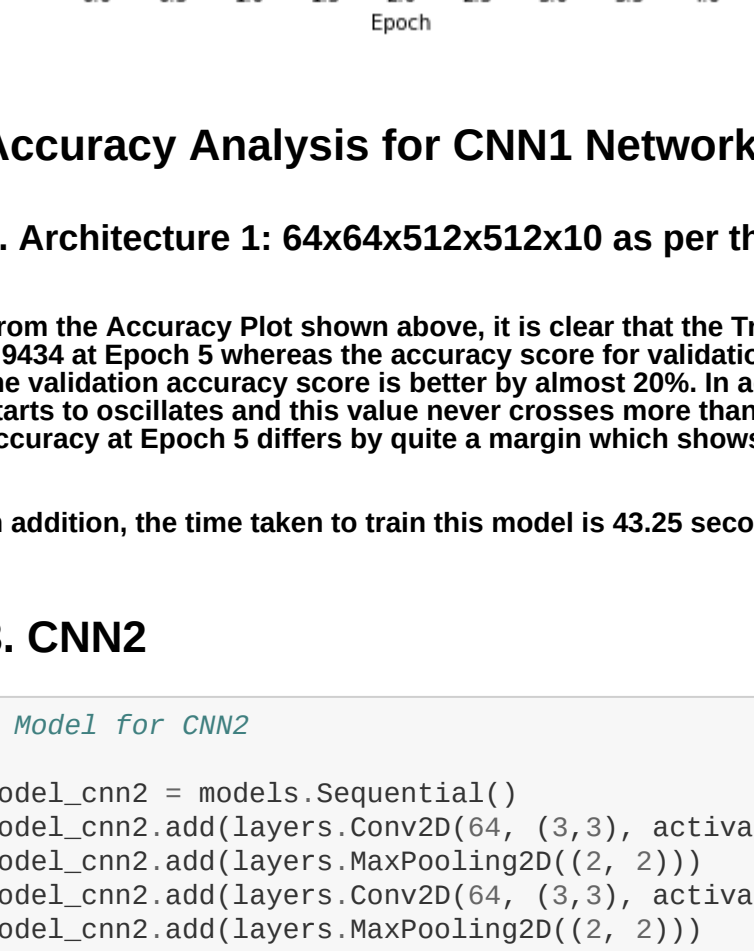 Epoch
Accuracy Analysis for CNN1 Network
. Architecture 1: 64x64x512x512x10 as per th
rom the Accuracy Plot shown above, it is clear that the Tr
9434 at Epoch 5 whereas the accuracy score for validatio
he validation accuracy score is better by almost 20%. In a
tarts to oscillates and this value never crosses more than
ccuracy at Epoch 5 differs by quite a margin which shows
n addition, the time taken to train this model is 43.25 seco
3. CNN2
Model for CNN2
odel_cnn2 = models.Sequential()
odel_cnn2.add(layers.Conv2D(64, (3,3), activa
odel_cnn2.add(layers.MaxPooling2D((2, 2)))
odel_cnn2.add(layers.Conv2D(64, (3,3), activa
odel_cnn2.add(layers.MaxPooling2D((2, 2)))